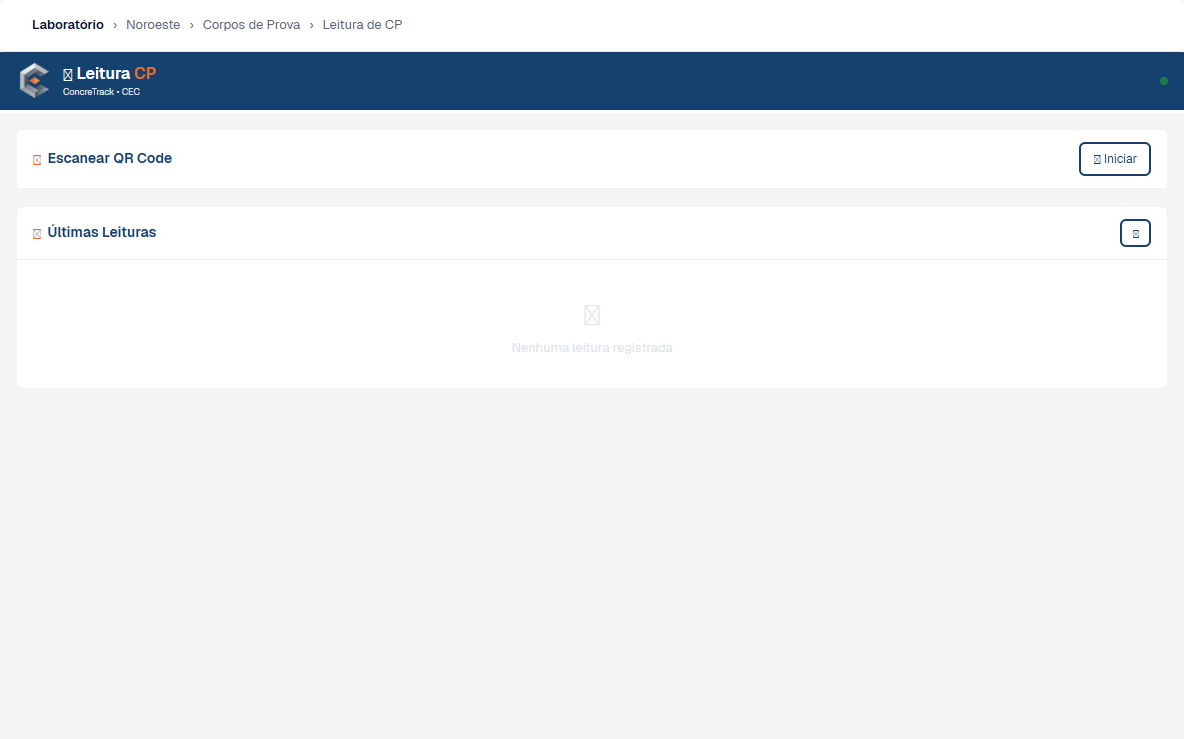 Laboratório › Noroeste › Corpos de Prova › Leitura de CP
Leitura CP
ConcreTrack • CEC
Escanear QR Code
Iniciar
Últimas Leituras
Nenhuma leitura registrada